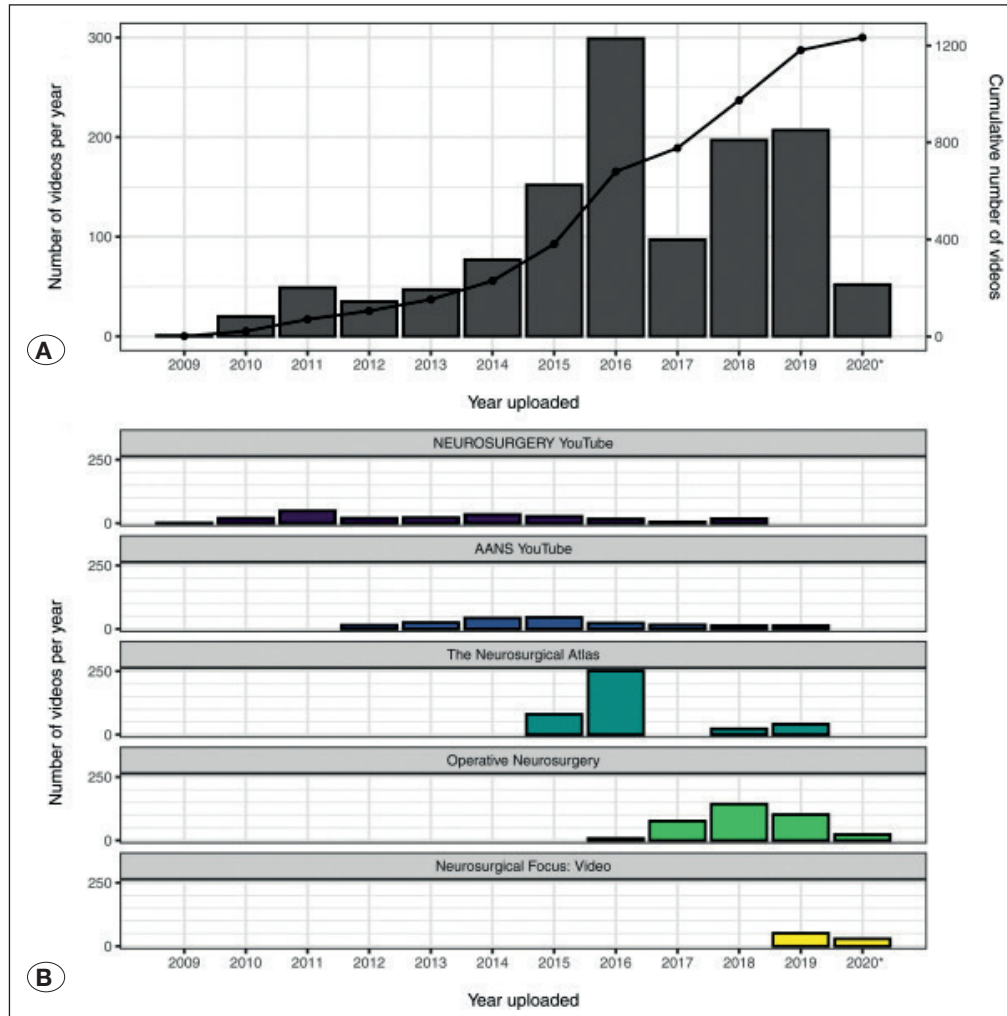 300
200
100
0
Number of videos per year
1200
800
400
0
Cumulative number of videos
A
2009 2010 2011 2012 2013 2014 2015 2016 2017 2018 2019 2020*
Year uploaded
NEUROSURGERY YouTube
250
0
AANS YouTube
250
0
The Neurosurgical Atlas
250
0
Number of videos per year
Operative Neurosurgery
250
0
Neurosurgical Focus: Video
250
0
B
2009 2010 2011 2012 2013 2014 2015 2016 2017 2018 2019 2020*
Year uploaded